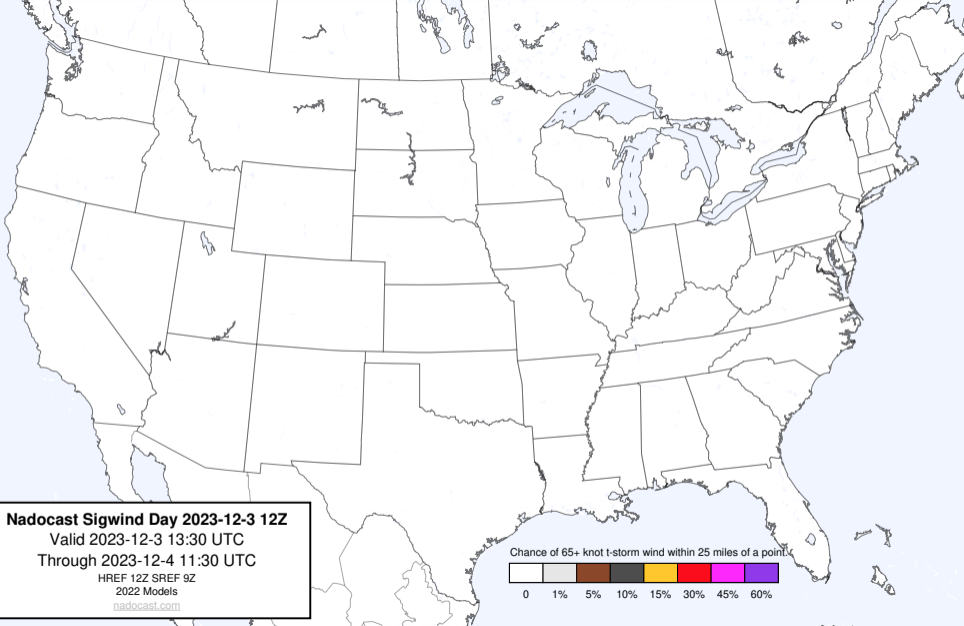 Nadocast Sigwind Day 2023-12-3 12Z
Valid 2023-12-3 13:30 UTC
Through 2023-12-4 11:30 UTC
HREF 12Z SREF 9Z
2022 Models
nadocast.com
Chance of 65+ knot t-storm wind within 25 miles of a point.
0 1% 5% 10% 15% 30% 45% 60%